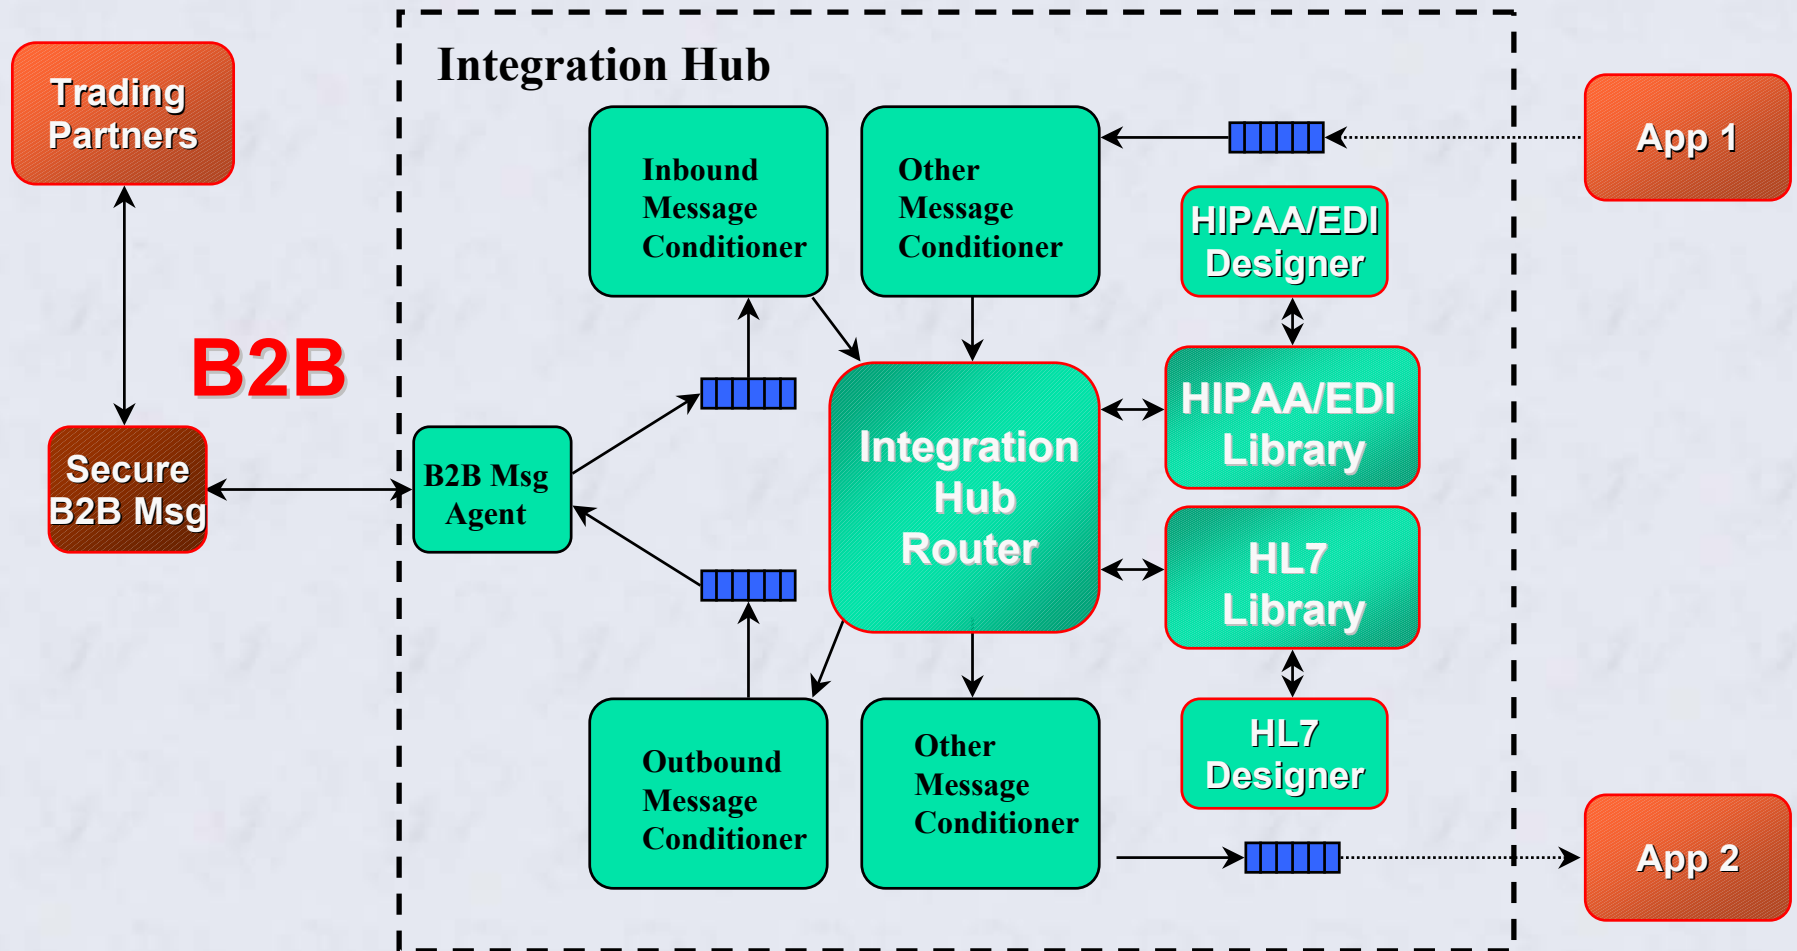 Integration Hub
Trading
Partners
Inbound
Message
Conditioner
Other
Message
Conditioner
App 1
HIPAA/EDI
Designer
B2B
HIPAA/EDI
Library
Secure
B2B Msg
B2B Msg
Agent
Integration
Hub
Router
HL7
Library
Outbound
Message
Conditioner
Other
Message
Conditioner
HL7
Designer
App 2